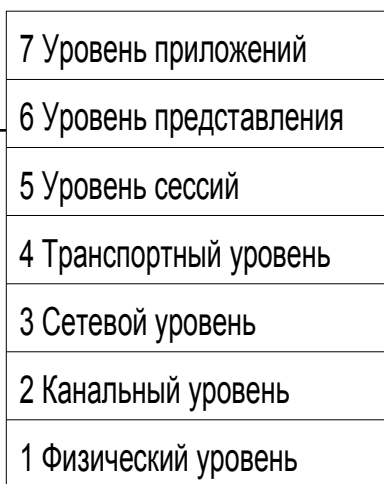 7 Уровень приложений
6 Уровень представления
5 Уровень сессий
4 Транспортный уровень
3 Сетевой уровень
2 Канальный уровень
1 Физический уровень